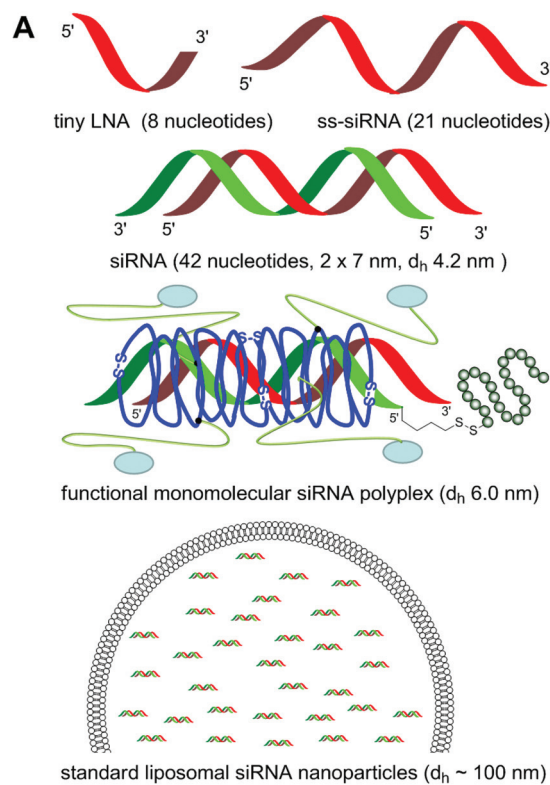 A
5'
3'
5'
3
tiny LNA (8 nucleotides)
ss-siRNA (21 nucleotides)
3'
5'
5'
3'
siRNA (42 nucleotides, 2 x 7 nm, dh 4.2 nm )
S-S
S-S
S-S
S-S
5'
5'
3'
S-S
functional monomolecular siRNA polyplex (dh 6.0 nm)
standard liposomal siRNA nanoparticles (dh ~ 100 nm)